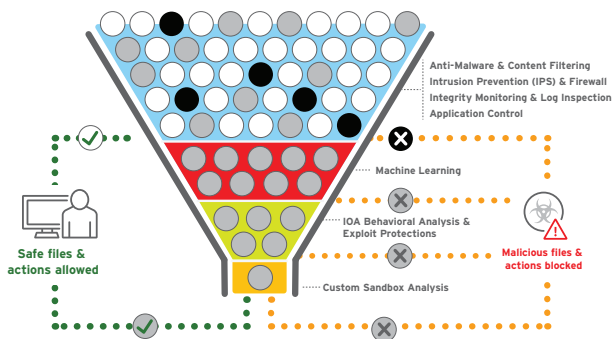 Anti-Malware & Content Filtering
Intrusion Prevention (IPS) & Firewall
Integrity Monitoring & Log Inspection
Application Control
Machine Learning
IOA Behavioral Analysis &
Exploit Protections
Safe files &
actions allowed
Malicious files &
actions blocked
Custom Sandbox Analysis